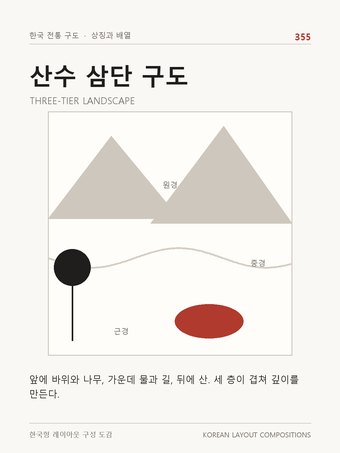 한국 전통 구도 · 상징과 배열
355
산수 삼단 구도
THREE-TIER LANDSCAPE
원경
중경
근경
앞에 바위와 나무, 가운데 물과 길, 뒤에 산. 세 층이 겹쳐 깊이를
만든다.
한국형 레이아웃 구성 도감
KOREAN LAYOUT COMPOSITIONS